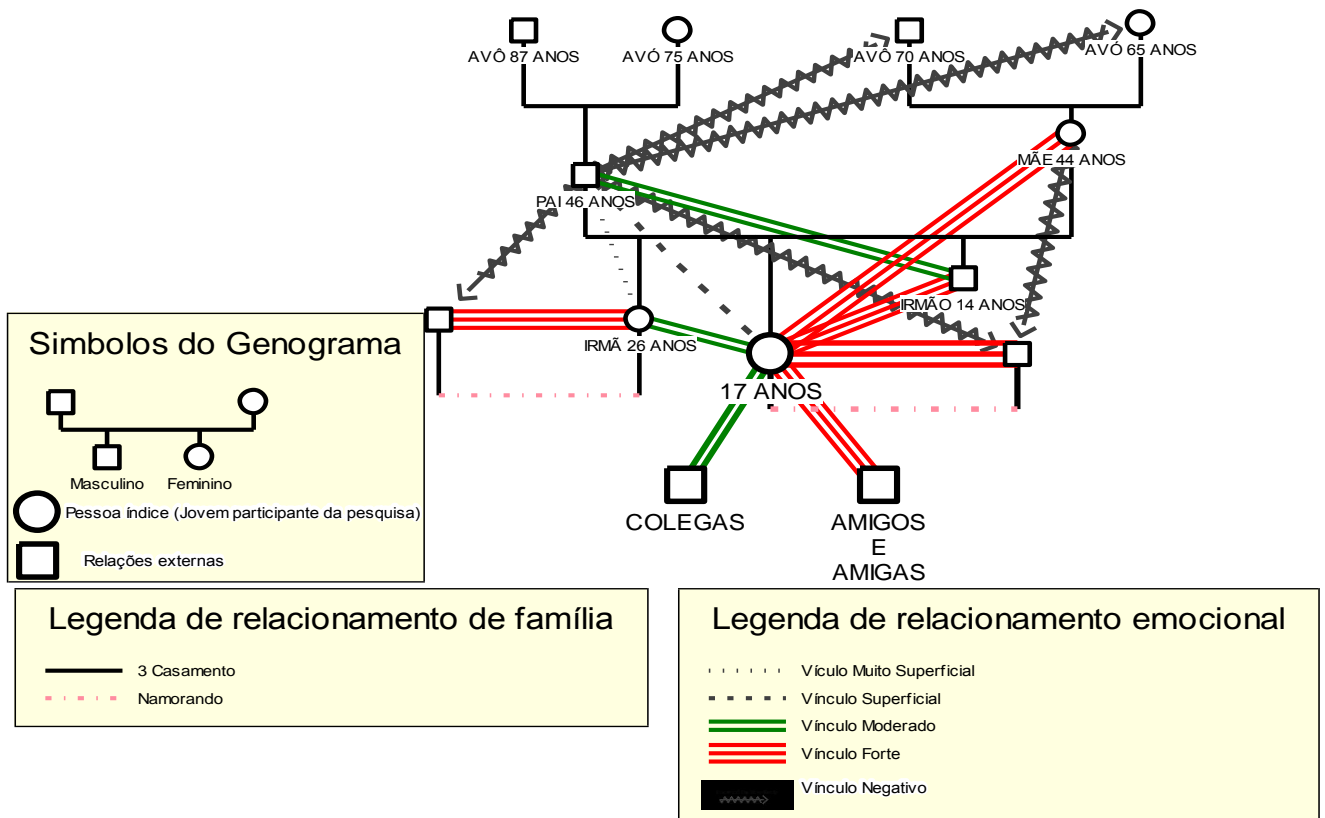 AVÔ 87 ANOS
AVÓ 75 ANOS
AVÔ 70 ANOS
AVÓ 65 ANOS
MÃE 44 ANOS
PAI 46 ANOS
IRMÃO 14 ANOS
IRMÃ 26 ANOS
17 ANOS
COLEGAS
AMIGOS
E
AMIGAS
Simbolos do Genograma
Masculino
Feminino
Pessoa índice (Jovem participante da pesquisa)
Relações externas
Legenda de relacionamento de família
3 Casamento
Namorando
Legenda de relacionamento emocional
Vículo Muito Superficial
Vínculo Superficial
Vínculo Moderado
Vínculo Forte
Vínculo Negativo